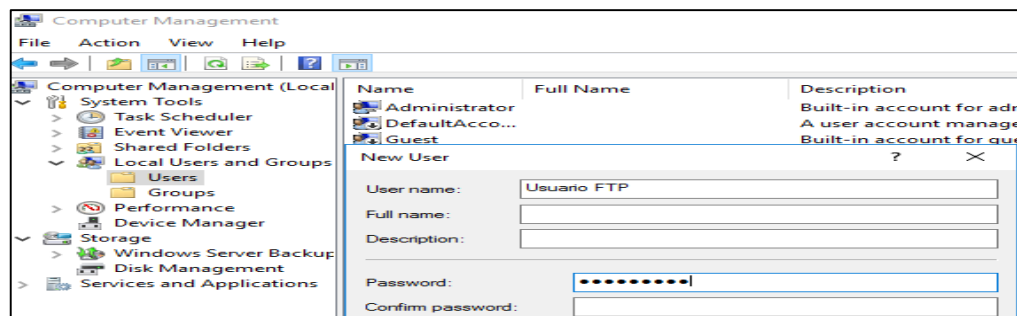 Computer Management
File Action View Help
Computer Management (Local
System Tools
Task Scheduler
Event Viewer
Shared Folders
Local Users and Groups
Users
Groups
Performance
Device Manager
Storage
Windows Server Backup
Disk Management
Services and Applications
Name Full Name Description
Administrator Built-in account for adr
DefaultAcco... A user account manage
Guest Built-in account for gue
New User
User name: Usuario FTP
Full name:
Description:
Password: •••••••••
Confirm password: